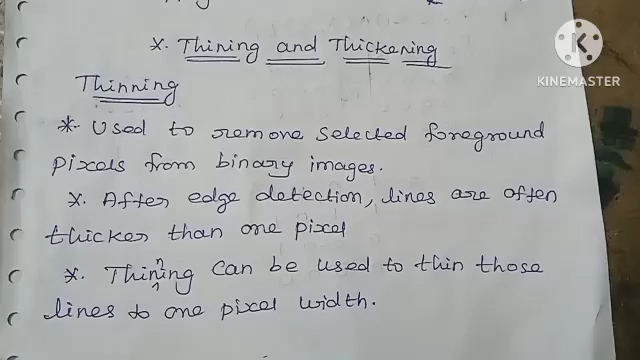 *. Thining and Thickening
Thinning
*. Used to remove selected foreground
pixels from binary images.
*. After edge detection, lines are often
thicker than one pixel
*. Thinning can be used to thin those
lines to one pixel width.
KINEMASTER